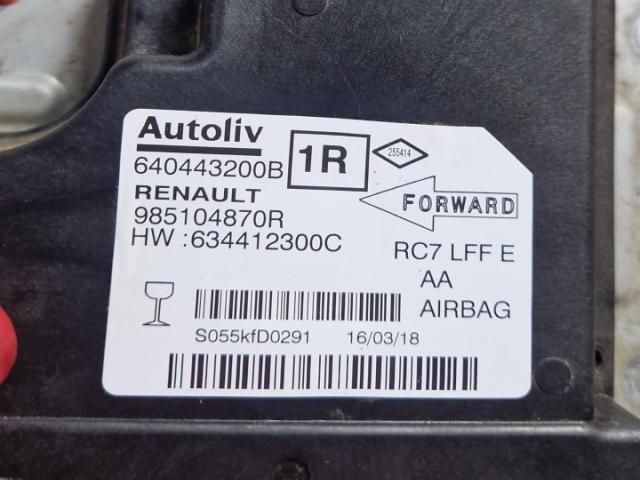 Autoliv
640443200B
1R
255414
RENAULT
FORWARD
985104870R
HW :634412300C
RC7 LFF E
AA
AIRBAG
S055kfD0291 16/03/18